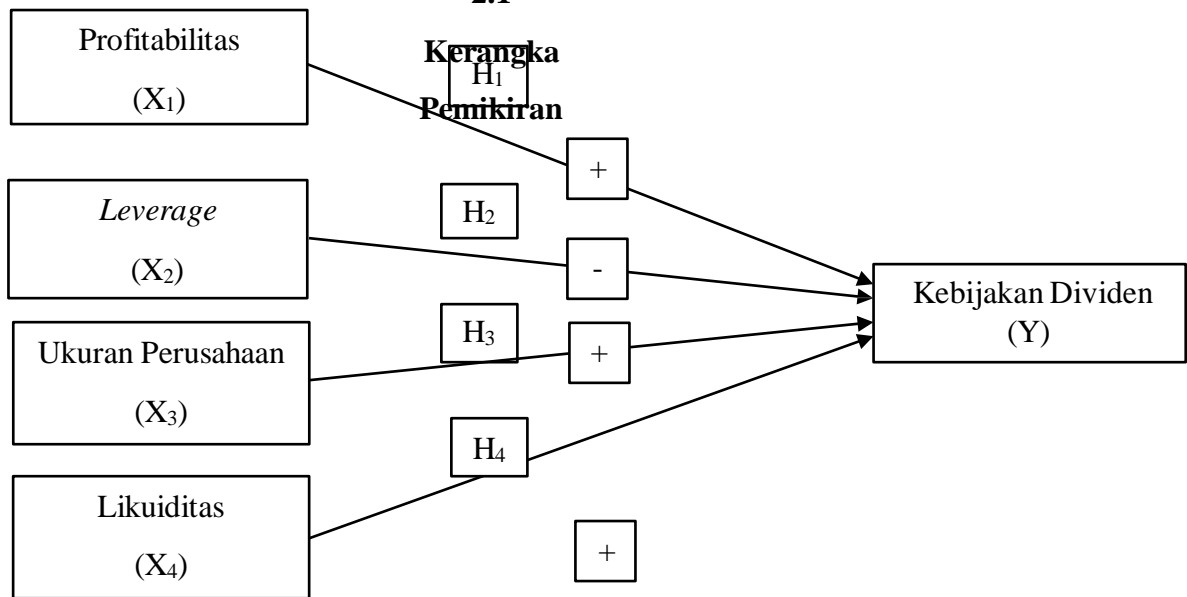 2.1
Kerangka
Pemikiran
Profitabilitas
(X₁)
H₁
+
Leverage
(X₂)
H₂
-
Ukuran Perusahaan
(X₃)
H₃
+
Likuiditas
(X₄)
H₄
+
Kebijakan Dividen
(Y)